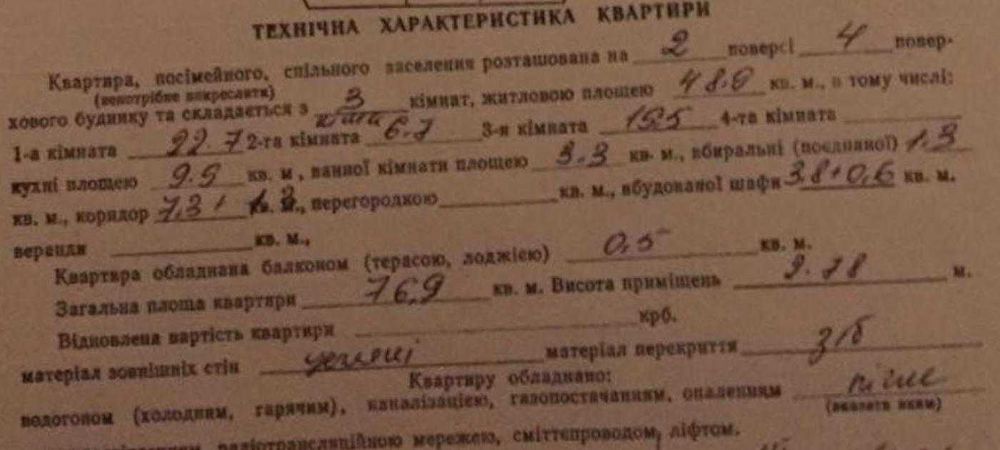 ТЕХНІЧНА ХАРАКТЕРИСТИКА КВАРТИРИ
Квартира, посімейного, спільного заселення розташована на 2 поверсі 4 повер-
(непотрібне викреслити)
хового будинку та складається з 3 кімнат, житловою площею 48.9 кв. м., в тому числі:
1-а кімната 22.7 2-га кімната 6.7 3-я кімната 19.5 4-та кімната
кухні площею 9.9 кв. м, ванної кімнати площею 3.3 кв. м., вбиральні (поєднаної) 1.3
кв. м., коридор 7.3+ кв. м., перегородкою кв. м., вбудованої шафи 3.8+0,6 кв. м.
веранди кв. м.,
Квартира обладнана балконом (терасою, лоджією) 0,5 кв. м.
Загальна площа квартири 76,9 кв. м. Висота приміщень м.
Відновлена вартість квартири крб.
матеріал зовнішніх стін цегляні матеріал перекриття з/б
Квартиру обладнано:
водогоном (холодним, гарячим), каналізацією, газопостачанням, опаленням
(вказати яким)
радіотрансляційною мережею, сміттєпроводом, ліфтом.